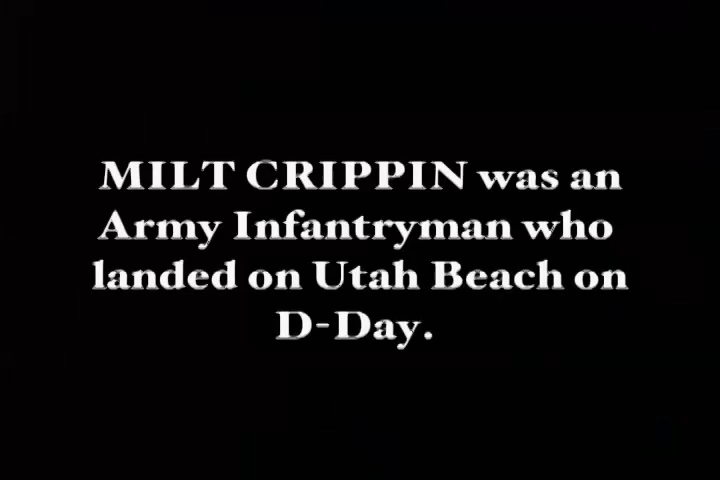 MILT CRIPPIN was an
Army Infantryman who
landed on Utah Beach on
D-Day.